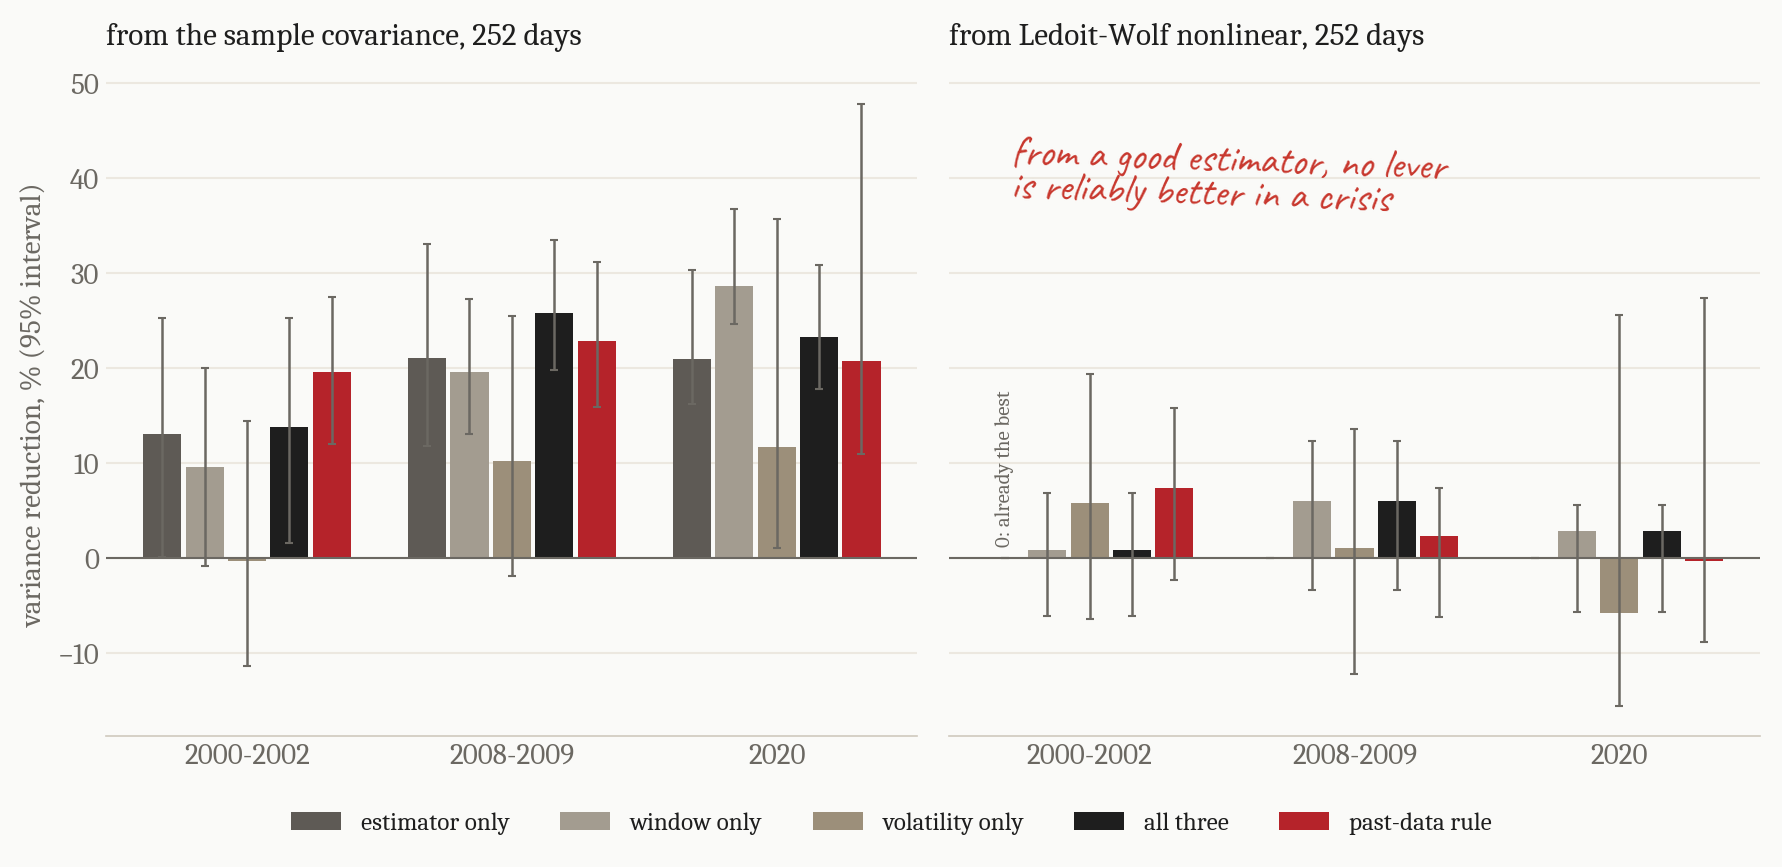 from the sample covariance, 252 days
from Ledoit-Wolf nonlinear, 252 days
variance reduction, % (95% interval)
50
40
30
20
10
0
−10
from a good estimator, no lever
is reliably better in a crisis
0: already the best
2000-2002
2008-2009
2020
2000-2002
2008-2009
2020
estimator only
window only
volatility only
all three
past-data rule